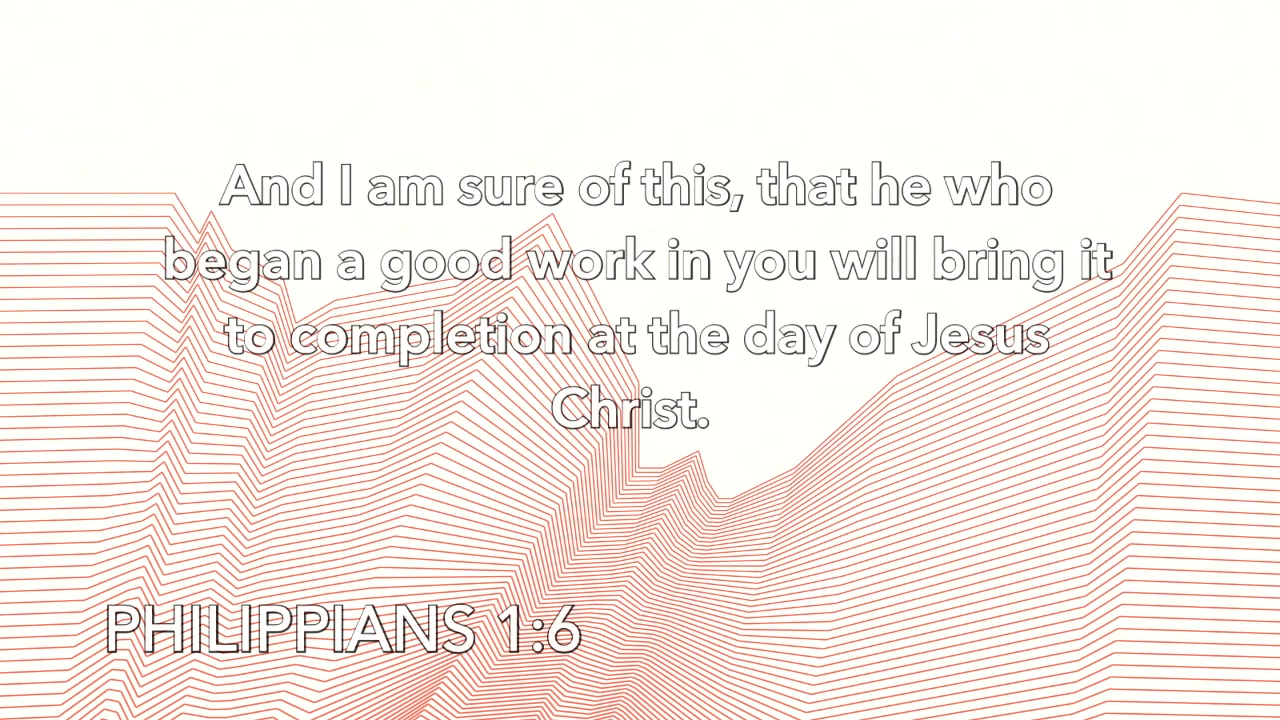 And I am sure of this, that he who
began a good work in you will bring it
to completion at the day of Jesus
Christ.
PHILIPPIANS 1:6